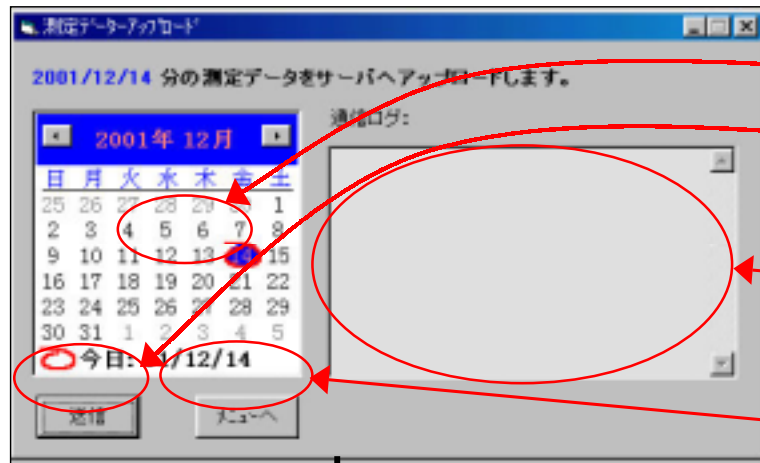 測定データーアップロード
2001/12/14 分の測定データをサーバへアップロードします。
通信ログ:
2001年 12月
日 月 火 水 木 金 土
25 26 27 28 29 30 1
2 3 4 5 6 7 8
9 10 11 12 13 14 15
16 17 18 19 20 21 22
23 24 25 26 27 28 29
30 31 1 2 3 4 5
今日: 01/12/14
送信 メニューへ